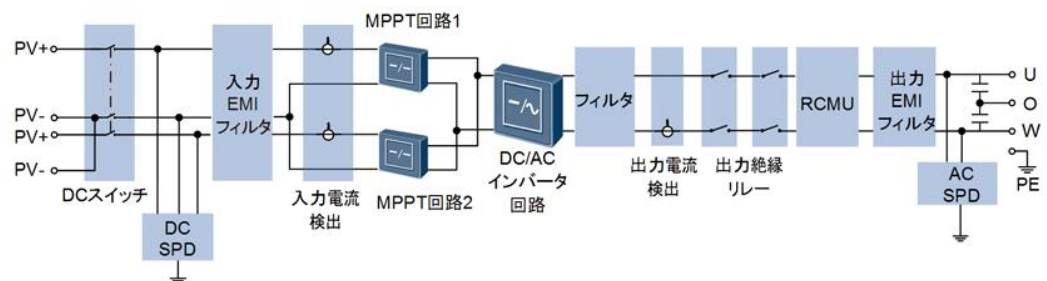 MPPT回路1
PV+
PV-
PV+
PV-
DCスイッチ
DC
SPD
入力
EMI
フィルタ
入力電流
検出
MPPT回路2
DC/AC
インバータ
回路
フィルタ
出力電流
検出
出力絶縁
リレー
RCMU
出力
EMI
フィルタ
U
O
W
PE
AC
SPD